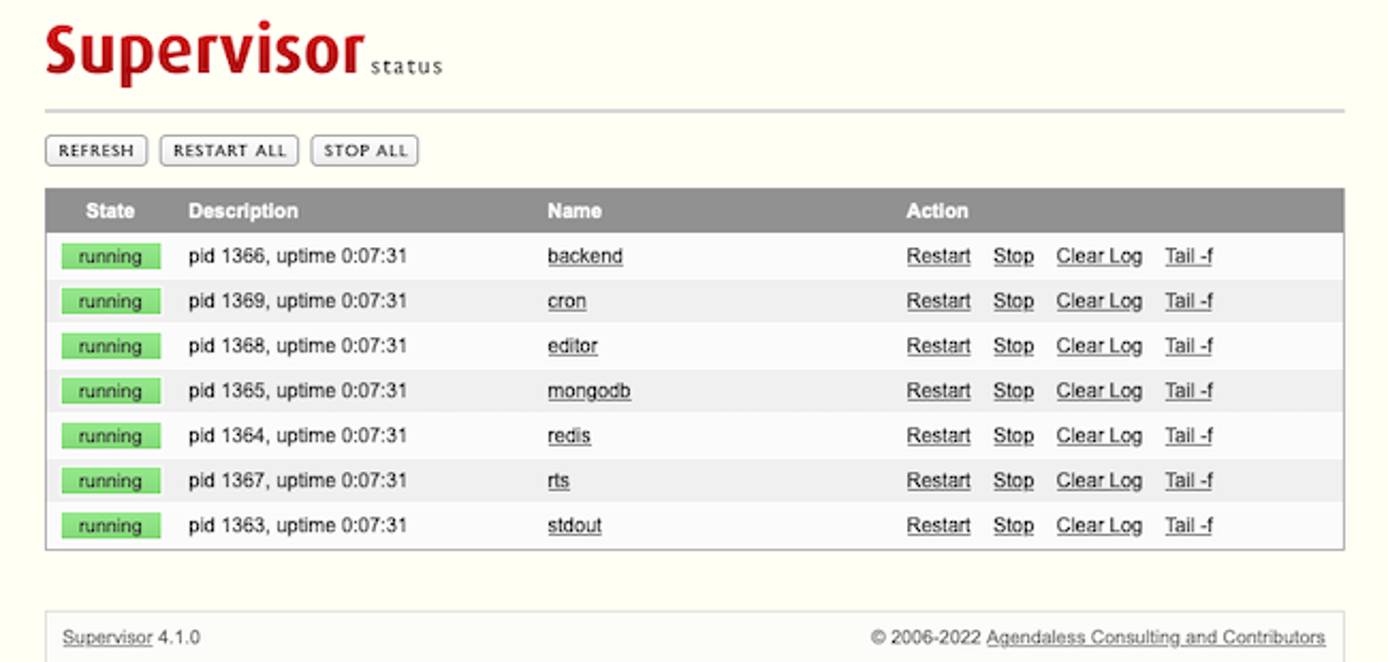 Supervisor status
REFRESH RESTART ALL STOP ALL
State Description Name Action
running pid 1366, uptime 0:07:31 backend Restart Stop Clear Log Tail -f
running pid 1369, uptime 0:07:31 cron Restart Stop Clear Log Tail -f
running pid 1368, uptime 0:07:31 editor Restart Stop Clear Log Tail -f
running pid 1365, uptime 0:07:31 mongodb Restart Stop Clear Log Tail -f
running pid 1364, uptime 0:07:31 redis Restart Stop Clear Log Tail -f
running pid 1367, uptime 0:07:31 rts Restart Stop Clear Log Tail -f
running pid 1363, uptime 0:07:31 stdout Restart Stop Clear Log Tail -f
Supervisor 4.1.0 © 2006-2022 Agendaless Consulting and Contributors